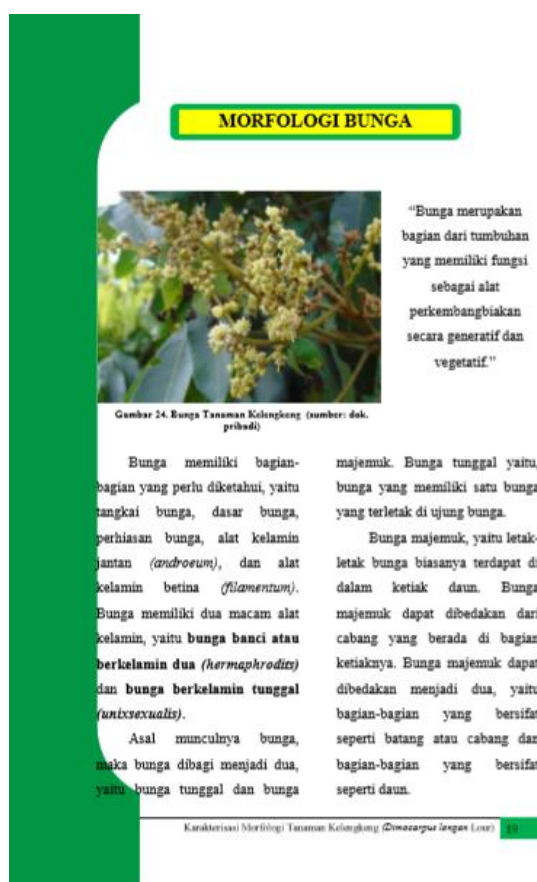 MORFOLOGI BUNGA
“Bunga merupakan
bagian dari tumbuhan
yang memiliki fungsi
sebagai alat
perkembangbiakan
secara generatif dan
vegetatif.”
Gambar 24. Bunga Tanaman Kelengkeng (sumber: dok.
pribadi)
Bunga memiliki bagian-
bagian yang perlu diketahui, yaitu
tangkai bunga, dasar bunga,
perhiasan bunga, alat kelamin
jantan (androeum), dan alat
kelamin betina (filamentum).
Bunga memiliki dua macam alat
kelamin, yaitu bunga banci atau
berkelamin dua (hermaphrodits)
dan bunga berkelamin tunggal
(unixsexualis).
Asal munculnya bunga,
maka bunga dibagi menjadi dua,
yaitu bunga tunggal dan bunga
majemuk. Bunga tunggal yaitu,
bunga yang memiliki satu bunga
yang terletak di ujung bunga.
Bunga majemuk, yaitu letak-
letak bunga biasanya terdapat di
dalam ketiak daun. Bunga
majemuk dapat dibedakan dari
cabang yang berada di bagian
ketiaknya. Bunga majemuk dapat
dibedakan menjadi dua, yaitu
bagian-bagian yang bersifat
seperti batang atau cabang dan
bagian-bagian yang bersifat
seperti daun.
Karakterisasi Morfologi Tanaman Kelengkeng (Dimocarpus longan Lour) 19